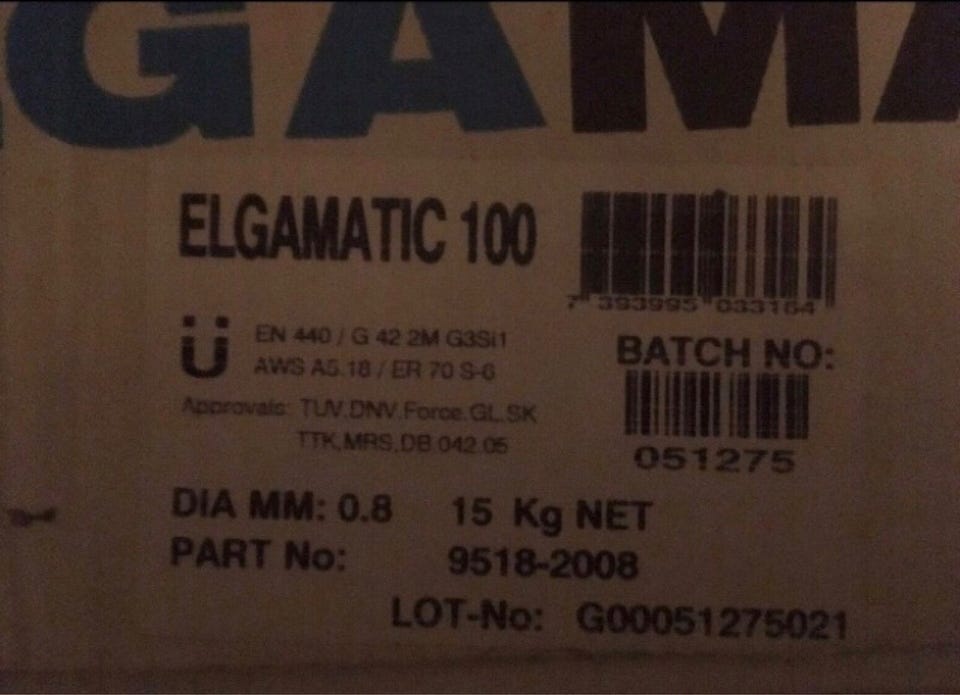 GAMA
ELGAMATIC 100
7 393995 033164
Ü
EN 440 / G 42 2M G3Si1
AWS A5.18 / ER 70 S-6
BATCH NO:
051275
Approvals: TUV.DNV.Force.GL.SK
TTK,MRS,DB 042.05
DIA MM: 0.8 15 Kg NET
PART No: 9518-2008
LOT-No: G00051275021